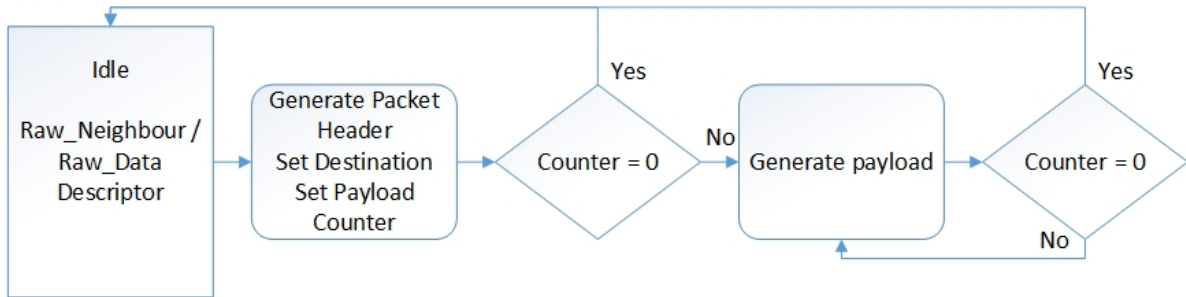 Idle
Raw_Neighbour /
Raw_Data
Descriptor
Generate Packet
Header
Set Destination
Set Payload
Counter
Yes
Counter = 0
No
Generate payload
Yes
Counter = 0
No